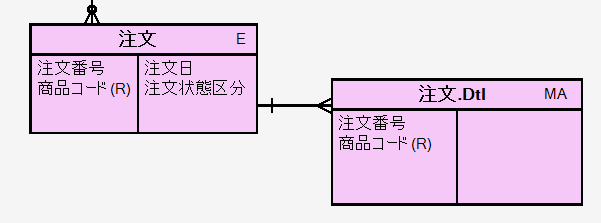 注文 E
注文番号
商品コード(R)
注文日
注文状態区分
注文.Dtl MA
注文番号
商品コード(R)